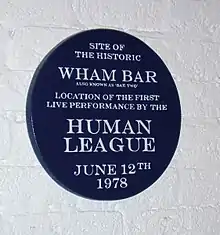 SITE OF
THE HISTORIC
WHAM BAR
ALSO KNOWN AS 'BAR TWO'
LOCATION OF THE FIRST
LIVE PERFORMANCE BY THE
HUMAN
LEAGUE
JUNE 12TH
1978